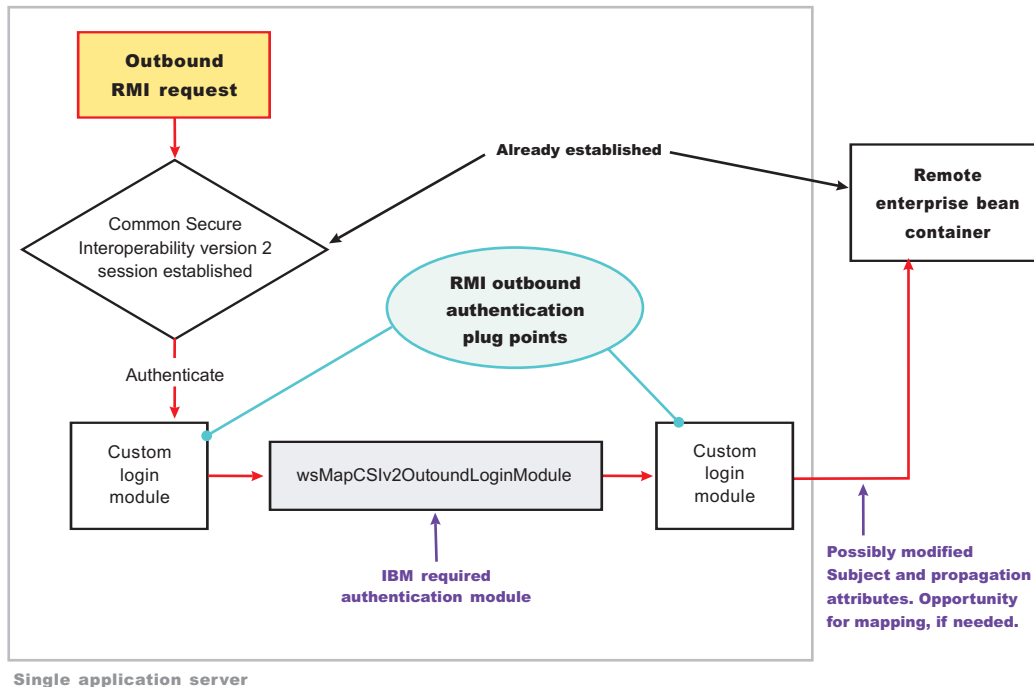 Outbound
RMI request
Already established
Remote
enterprise bean
container
Common Secure
Interoperability version 2
session established
RMI outbound
authentication
plug points
Authenticate
Custom
login
module
wsMapCSIv2OutoundLoginModule
Custom
login
module
IBM required
authentication module
Possibly modified
Subject and propagation
attributes. Opportunity
for mapping, if needed.
Single application server